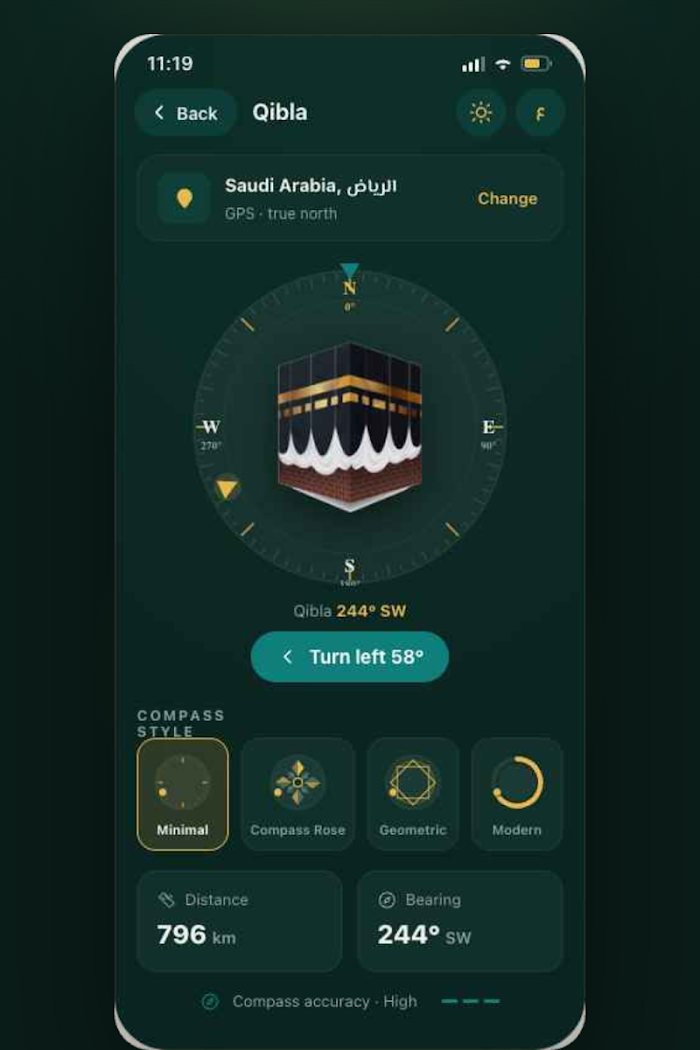 11:19
Back
Qibla
ع
Saudi Arabia, الرياض
GPS · true north
Change
N
0°
W
270°
E
90°
S
180°
Qibla 244° SW
Turn left 58°
COMPASS
STYLE
Minimal
Compass Rose
Geometric
Modern
Distance
796 km
Bearing
244° SW
Compass accuracy · High